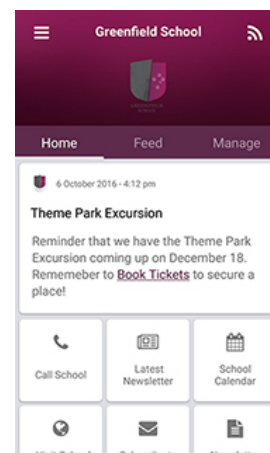 Greenfield School
GREENFIELD
SCHOOL
Home Feed Manage
6 October 2016 - 4:12 pm
Theme Park Excursion
Reminder that we have the Theme Park
Excursion coming up on December 18.
Rememeber to Book Tickets to secure a
place!
Call School
Latest
Newsletter
School
Calendar